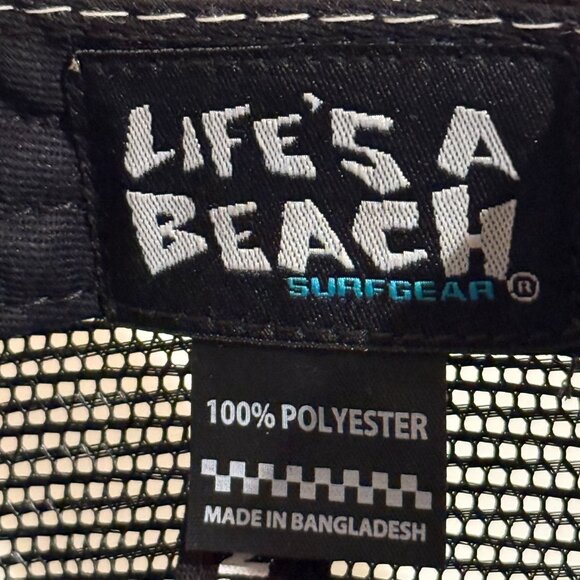 LIFE'S A
BEACH
SURFGEAR ®
100% POLYESTER
MADE IN BANGLADESH